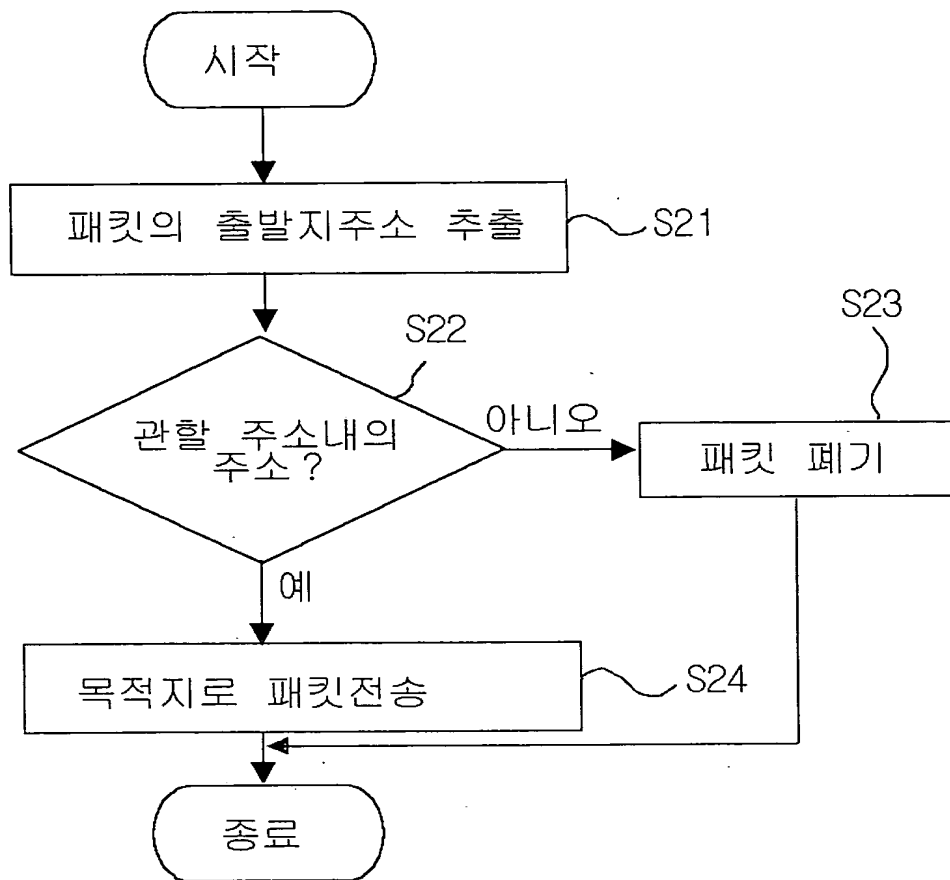 시작
패킷의 출발지주소 추출
S21
S22
관할 주소내의
주소?
아니오
S23
패킷 폐기
예
목적지로 패킷전송
S24
종료